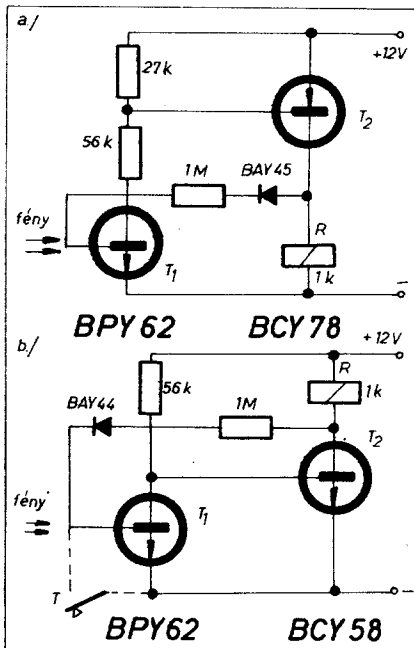 a./
+12V
27k
T2
56k
1M
BAY45
fény
R
T1
1k
–
BPY 62 BCY 78
b./
+12V
R
BAY44
56k
1k
1M
T2
fény
T1
T
–
BPY62 BCY 58